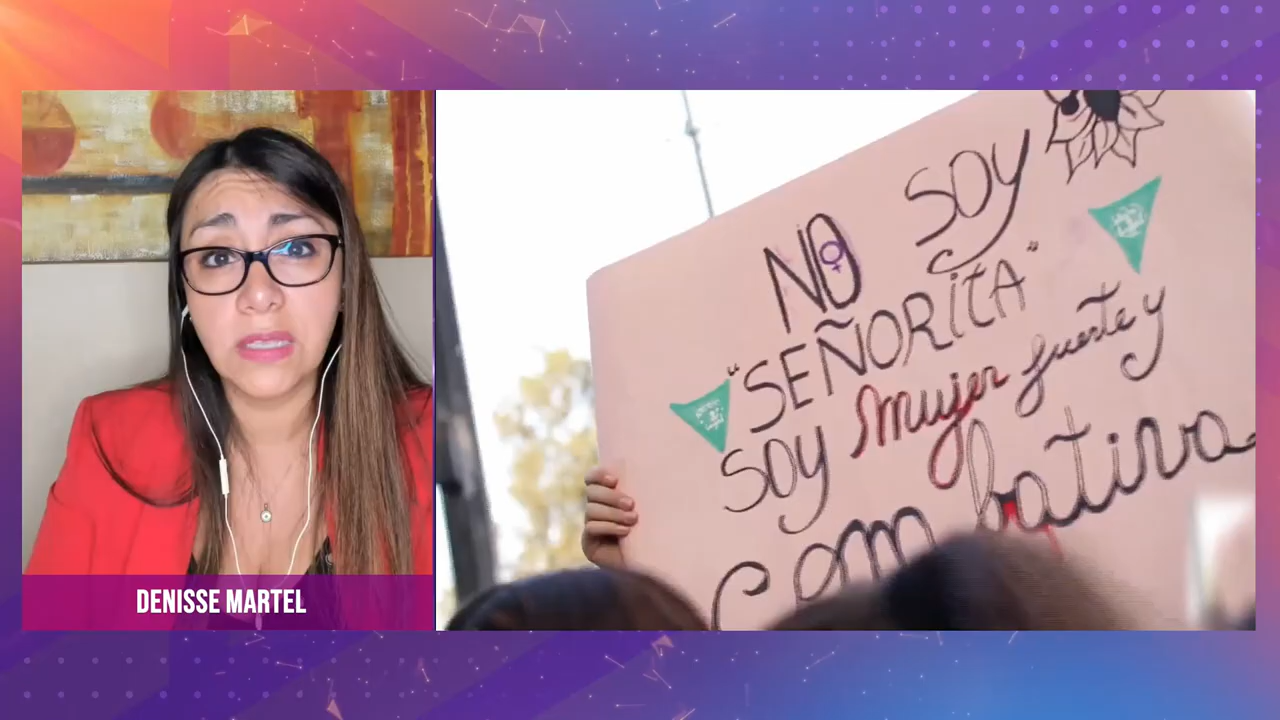 NO SOY
"SEÑORITA"
SOY mujer fuerte y
combativa
DENISSE MARTEL